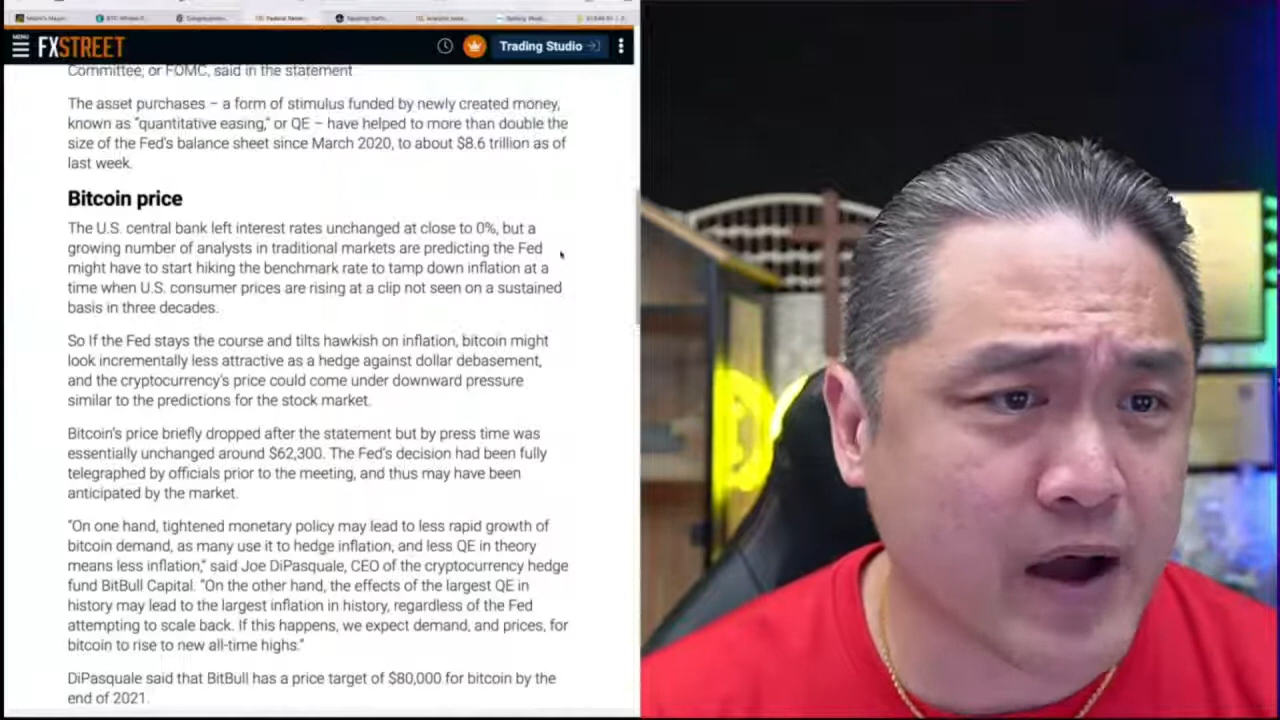 MENU
FXSTREET
Trading Studio
Committee, or FOMC, said in the statement
The asset purchases – a form of stimulus funded by newly created money,
known as "quantitative easing," or QE – have helped to more than double the
size of the Fed's balance sheet since March 2020, to about $8.6 trillion as of
last week.
Bitcoin price
The U.S. central bank left interest rates unchanged at close to 0%, but a
growing number of analysts in traditional markets are predicting the Fed
might have to start hiking the benchmark rate to tamp down inflation at a
time when U.S. consumer prices are rising at a clip not seen on a sustained
basis in three decades.
So If the Fed stays the course and tilts hawkish on inflation, bitcoin might
look incrementally less attractive as a hedge against dollar debasement,
and the cryptocurrency's price could come under downward pressure
similar to the predictions for the stock market.
Bitcoin's price briefly dropped after the statement but by press time was
essentially unchanged around $62,300. The Fed's decision had been fully
telegraphed by officials prior to the meeting, and thus may have been
anticipated by the market.
"On one hand, tightened monetary policy may lead to less rapid growth of
bitcoin demand, as many use it to hedge inflation, and less QE in theory
means less inflation," said Joe DiPasquale, CEO of the cryptocurrency hedge
fund BitBull Capital. "On the other hand, the effects of the largest QE in
history may lead to the largest inflation in history, regardless of the Fed
attempting to scale back. If this happens, we expect demand, and prices, for
bitcoin to rise to new all-time highs."
DiPasquale said that BitBull has a price target of $80,000 for bitcoin by the
end of 2021.